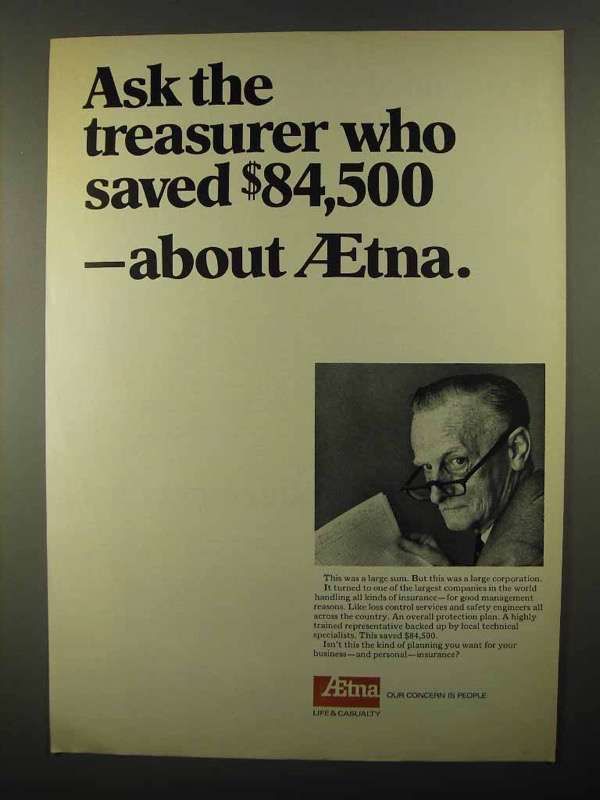 Ask the
treasurer who
saved $84,500
—about Ætna.
This was a large sum. But this was a large corporation.
It turned to one of the largest companies in the world
handling all kinds of insurance—for good management
reasons. Like loss control services and safety engineers all
across the country. An overall protection plan. A highly
trained representative backed up by local technical
specialists. This saved $84,500.
Isn't this the kind of planning you want for your
business—and personal—insurance?
Ætna
OUR CONCERN IS PEOPLE
LIFE & CASUALTY